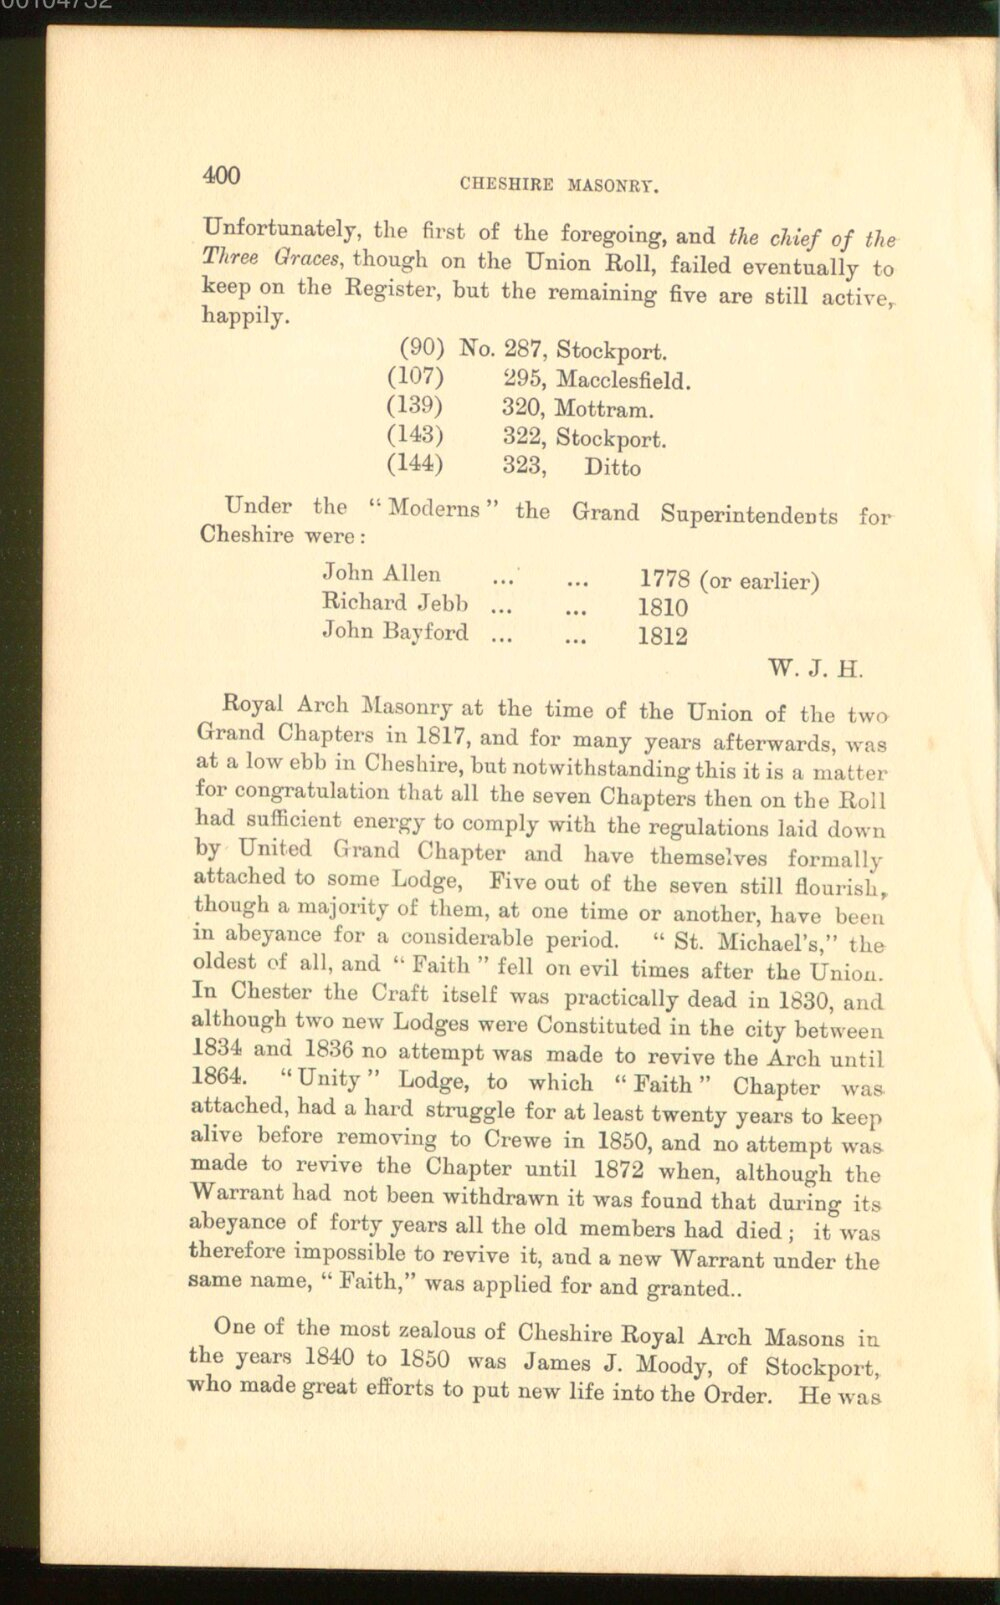 400
CHESHIRE MASONRY.
Unfortunately, the first of the foregoing, and the chief of the
Three Graces, though on the Union Roll, failed eventually to
keep on the Register, but the remaining five are still active,
happily.
(90) No. 287, Stockport.
(107) 295, Macclesfield.
(139) 320, Mottram.
(143) 322, Stockport.
(144) 323, Ditto
Under the “Moderns” the Grand Superintendents for
Cheshire were:
John Allen ... ... 1778 (or earlier)
Richard Jebb ... ... 1810
John Bayford ... ... 1812
W. J. H.
Royal Arch Masonry at the time of the Union of the two
Grand Chapters in 1817, and for many years afterwards, was
at a low ebb in Cheshire, but notwithstanding this it is a matter
for congratulation that all the seven Chapters then on the Roll
had sufficient energy to comply with the regulations laid down
by United Grand Chapter and have themselves formally
attached to some Lodge, Five out of the seven still flourish,
though a majority of them, at one time or another, have been
in abeyance for a considerable period. “ St. Michael's,” the
oldest of all, and “ Faith ” fell on evil times after the Union.
In Chester the Craft itself was practically dead in 1830, and
although two new Lodges were Constituted in the city between
1834 and 1836 no attempt was made to revive the Arch until
1864. “Unity” Lodge, to which “Faith” Chapter was
attached, had a hard struggle for at least twenty years to keep
alive before removing to Crewe in 1850, and no attempt was
made to revive the Chapter until 1872 when, although the
Warrant had not been withdrawn it was found that during its
abeyance of forty years all the old members had died; it was
therefore impossible to revive it, and a new Warrant under the
same name, “ Faith,” was applied for and granted..
One of the most zealous of Cheshire Royal Arch Masons in
the years 1840 to 1850 was James J. Moody, of Stockport,
who made great efforts to put new life into the Order. He was